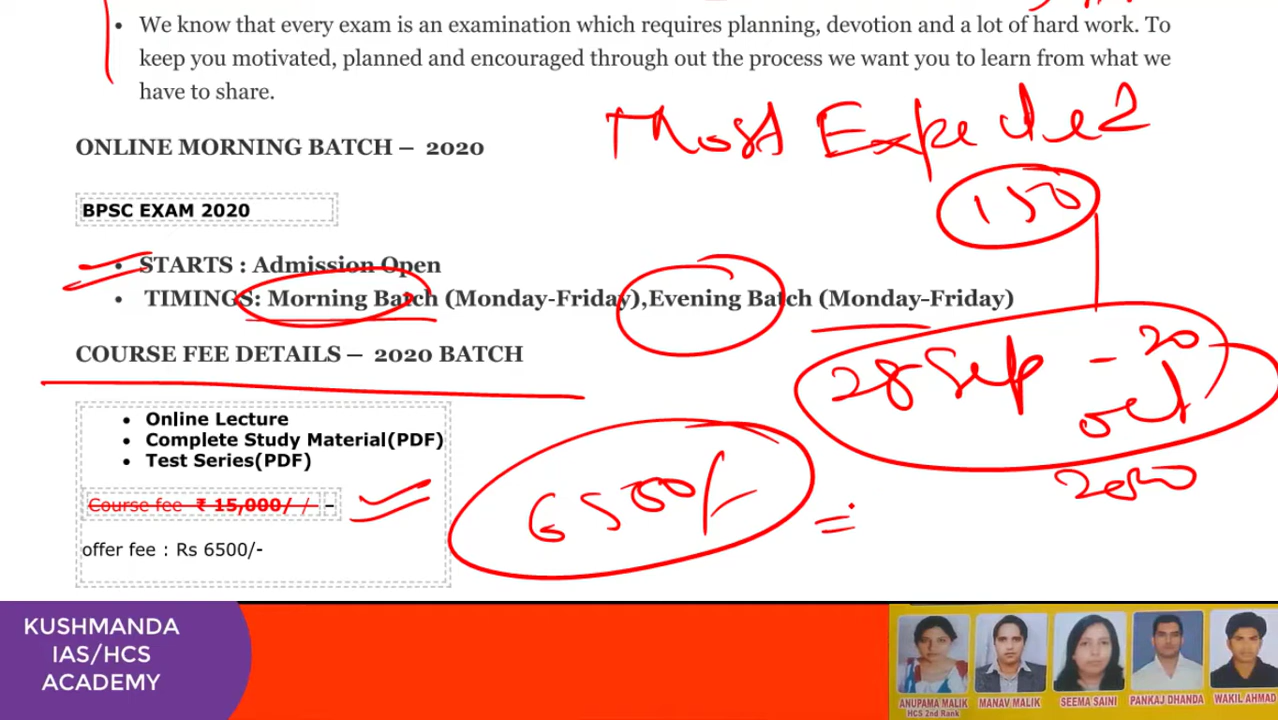 • We know that every exam is an examination which requires planning, devotion and a lot of hard work. To
keep you motivated, planned and encouraged through out the process we want you to learn from what we
have to share.
Most Expected
ONLINE MORNING BATCH – 2020
150
BPSC EXAM 2020
• STARTS : Admission Open
• TIMINGS: Morning Batch (Monday-Friday),Evening Batch (Monday-Friday)
COURSE FEE DETAILS – 2020 BATCH
28 Sep - 20
Oct
2020
• Online Lecture
• Complete Study Material(PDF)
• Test Series(PDF)
Course fee ₹ 15,000/ / -
6500/-
offer fee : Rs 6500/-
KUSHMANDA
IAS/HCS
ACADEMY
ANUPAMA MALIK
HCS 2nd Rank
MANAV MALIK
SEEMA SAINI
PANKAJ DHANDA
WAKIL AHMAD